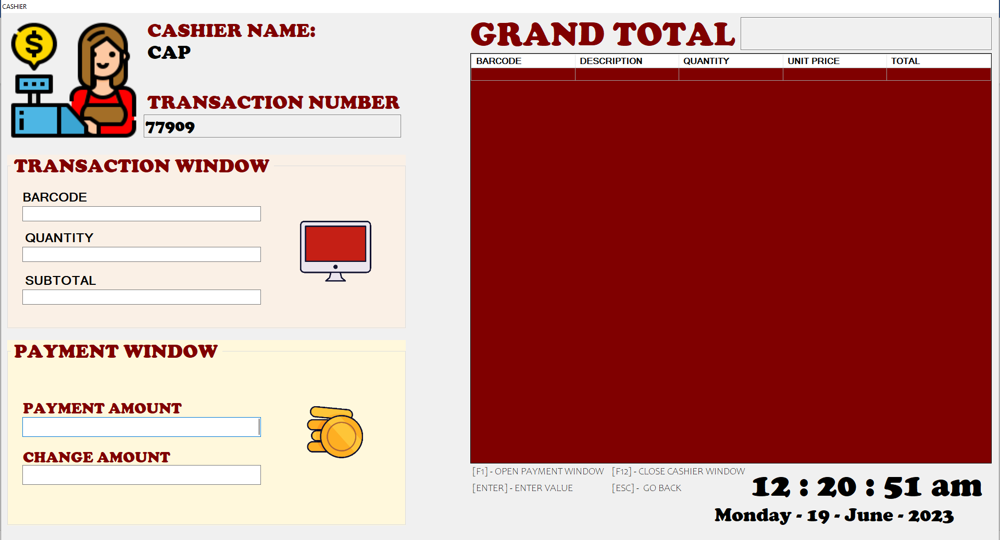 CASHIER
CASHIER NAME:
CAP
TRANSACTION NUMBER
77909
TRANSACTION WINDOW
BARCODE
QUANTITY
SUBTOTAL
PAYMENT WINDOW
PAYMENT AMOUNT
CHANGE AMOUNT
GRAND TOTAL
BARCODE DESCRIPTION QUANTITY UNIT PRICE TOTAL
[F1] - OPEN PAYMENT WINDOW [F12] - CLOSE CASHIER WINDOW
[ENTER] - ENTER VALUE [ESC] - GO BACK
12 : 20 : 51 am
Monday - 19 - June - 2023